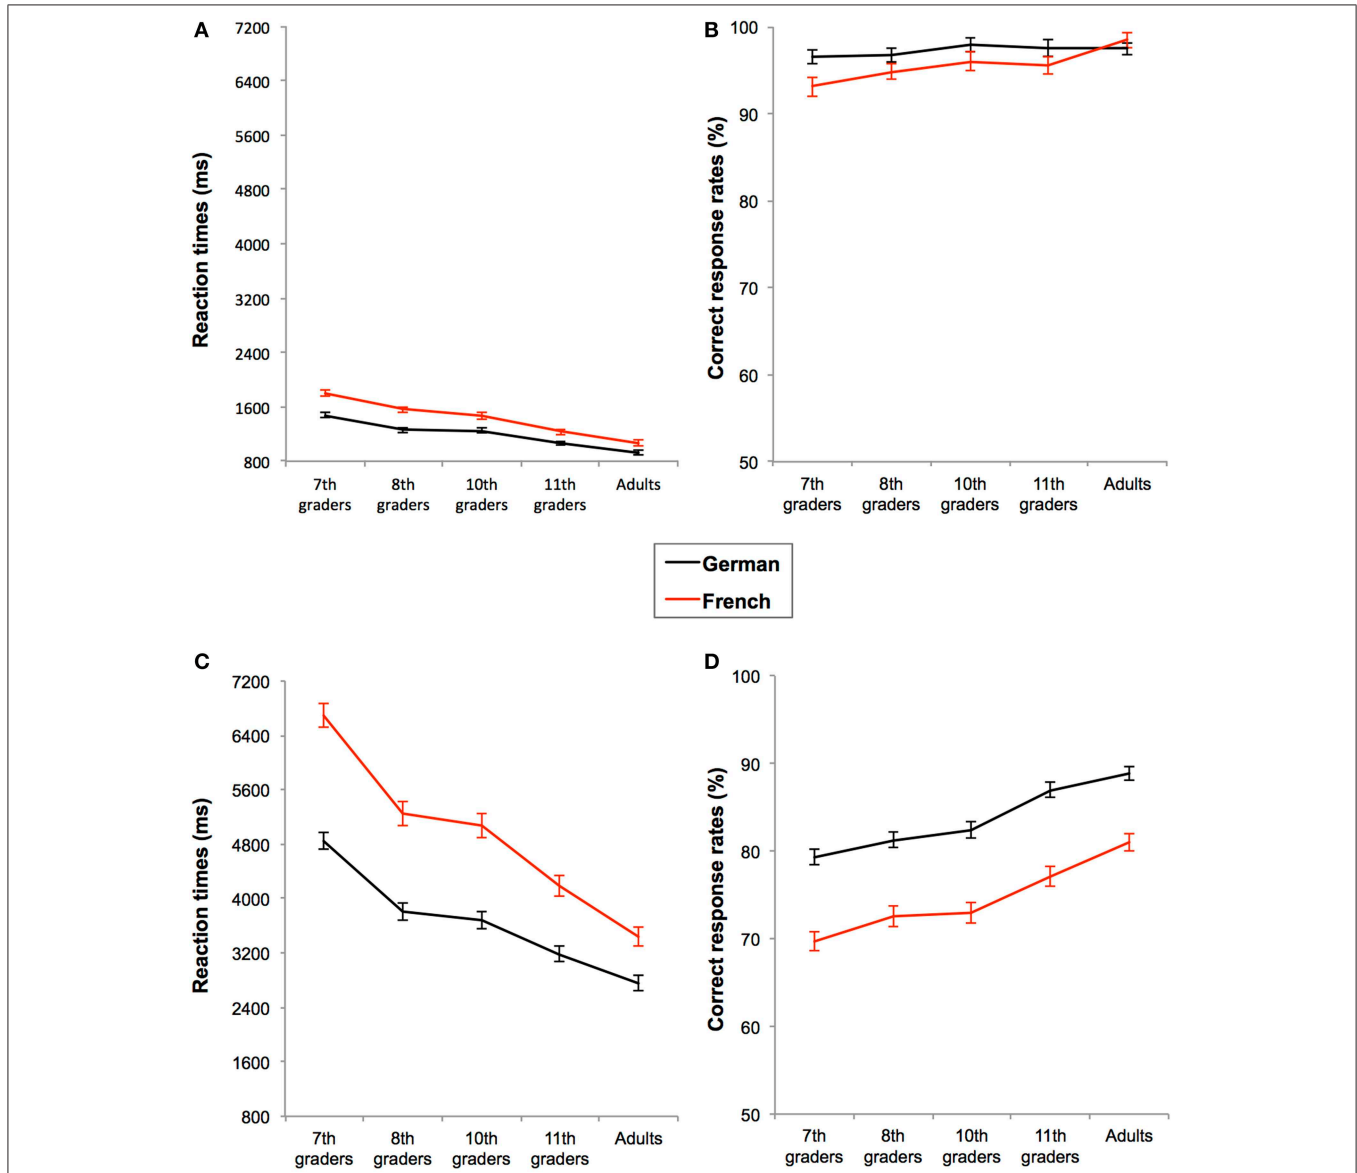 A
7200
6400
5600
4800
4000
3200
2400
1600
800
Reaction times (ms)
7th graders
8th graders
10th graders
11th graders
Adults
B
100
90
80
70
60
50
Correct response rates (%)
7th graders
8th graders
10th graders
11th graders
Adults
German
French
C
7200
6400
5600
4800
4000
3200
2400
1600
800
Reaction times (ms)
7th graders
8th graders
10th graders
11th graders
Adults
D
100
90
80
70
60
50
Correct response rates (%)
7th graders
8th graders
10th graders
11th graders
Adults